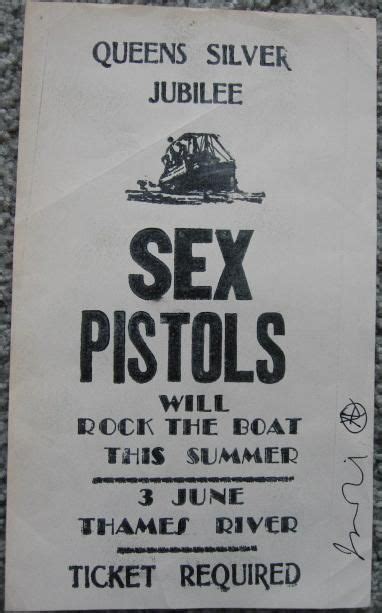 QUEENS SILVER
JUBILEE
SEX
PISTOLS
WILL
ROCK THE BOAT
THIS SUMMER
3 JUNE
THAMES RIVER
TICKET REQUIRED